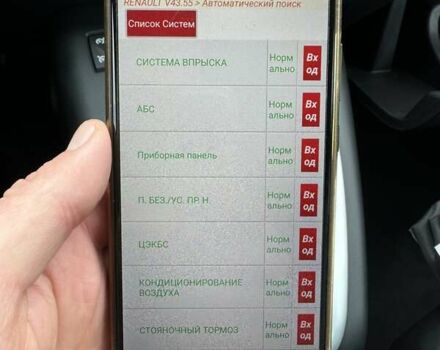 RENAULT V43.55 > Автоматический поиск
Список Систем
СИСТЕМА ВПРЫСКА
Норм
ально
Вх
од
АБС
Норм
ально
Вх
од
Приборная панель
Норм
ально
Вх
од
П. БЕЗ./УС. ПР. Н.
Норм
ально
Вх
од
ЦЭКБС
Норм
ально
Вх
од
КОНДИЦИОНИРОВАНИЕ
ВОЗДУХА
Норм
ально
Вх
од
СТОЯНОЧНЫЙ ТОРМОЗ
Норм
ально
Вх
од